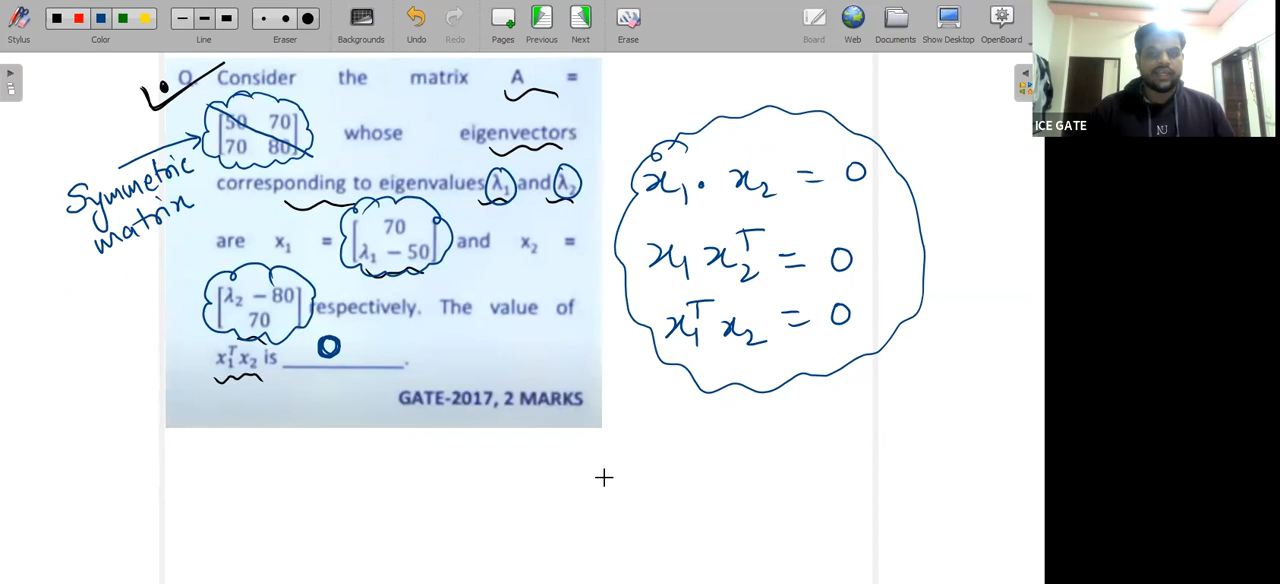 Stylus Color Line Eraser Backgrounds Undo Redo Pages Previous Next Erase Board Web Documents Show Desktop OpenBoard
Q. Consider the matrix A =
[50 70]
[70 80] whose eigenvectors
corresponding to eigenvalues λ₁ and λ₂
are x₁ = [70
λ₁ − 50] and x₂ =
[λ₂ − 80
70] respectively. The value of
x₁ᵀx₂ is 0.
GATE-2017, 2 MARKS
Symmetric
matrix
x₁ . x₂ = 0
x₁ x₂ᵀ = 0
x₁ᵀ x₂ = 0
ICE GATE
NJ